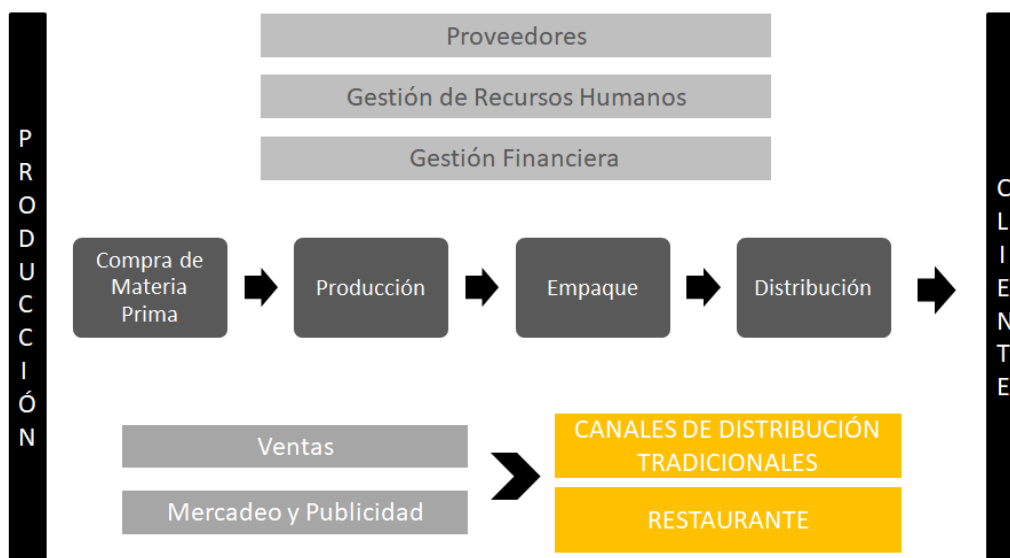 PRODUCCIÓN
Proveedores
Gestión de Recursos Humanos
Gestión Financiera
Compra de
Materia
Prima
Producción
Empaque
Distribución
Ventas
Mercadeo y Publicidad
CANALES DE DISTRIBUCIÓN
TRADICIONALES
RESTAURANTE
CLIENTE